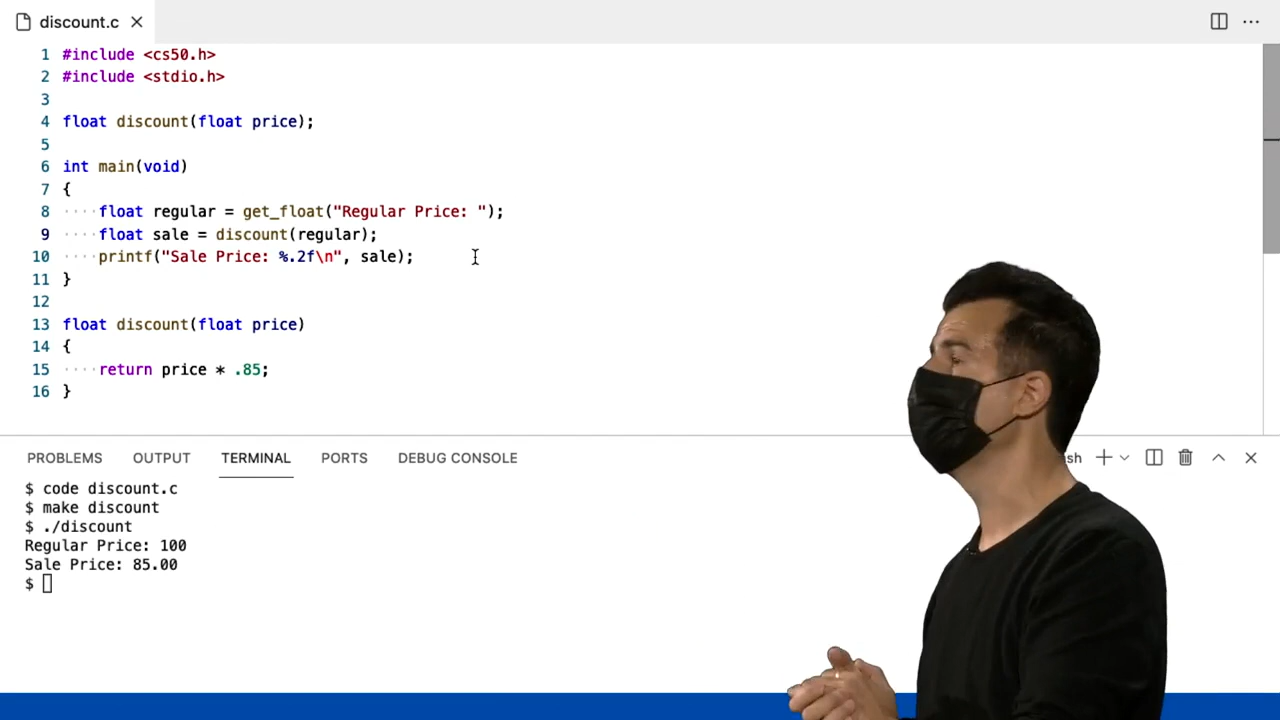 discount.c
1 #include <cs50.h>
2 #include <stdio.h>
3
4 float discount(float price);
5
6 int main(void)
7 {
8 ····float regular = get_float("Regular Price: ");
9 ····float sale = discount(regular);
10 ····printf("Sale Price: %.2f\n", sale);
11 }
12
13 float discount(float price)
14 {
15 ····return price * .85;
16 }
PROBLEMS OUTPUT TERMINAL PORTS DEBUG CONSOLE
$ code discount.c
$ make discount
$ ./discount
Regular Price: 100
Sale Price: 85.00
$